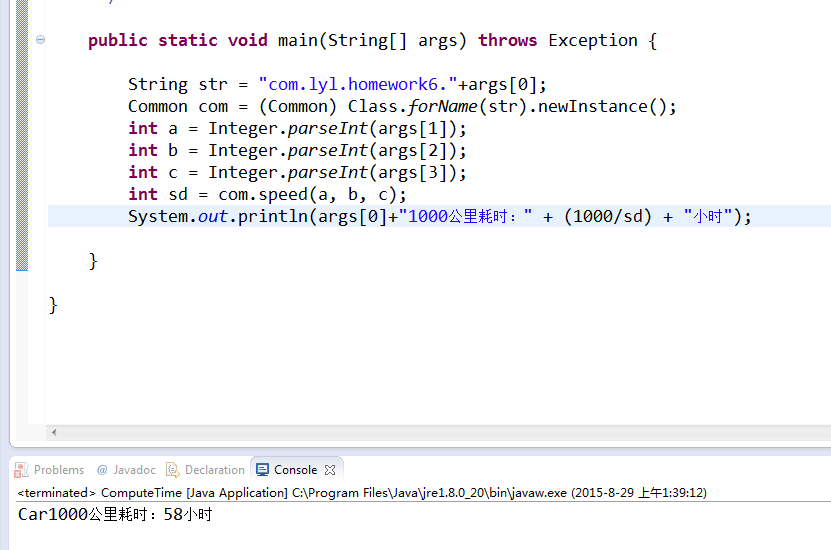 public static void main(String[] args) throws Exception {
String str = "com.lyl.homework6."+args[0];
Common com = (Common) Class.forName(str).newInstance();
int a = Integer.parseInt(args[1]);
int b = Integer.parseInt(args[2]);
int c = Integer.parseInt(args[3]);
int sd = com.speed(a, b, c);
System.out.println(args[0]+"1000公里耗时：" + (1000/sd) + "小时");
}
}
Problems @ Javadoc Declaration Console
<terminated> ComputeTime [Java Application] C:\Program Files\Java\jre1.8.0_20\bin\javaw.exe (2015-8-29 上午1:39:12)
Car1000公里耗时：58小时